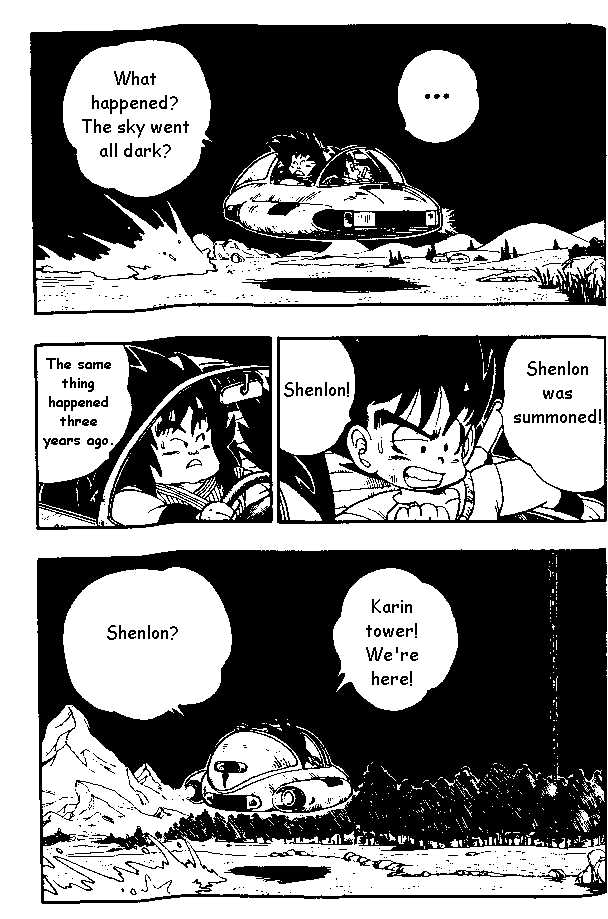 What
happened?
The sky went
all dark?
...
The same
thing
happened
three
years ago.
Shenlon!
Shenlon
was
summoned!
Shenlon?
Karin
tower!
We're
here!